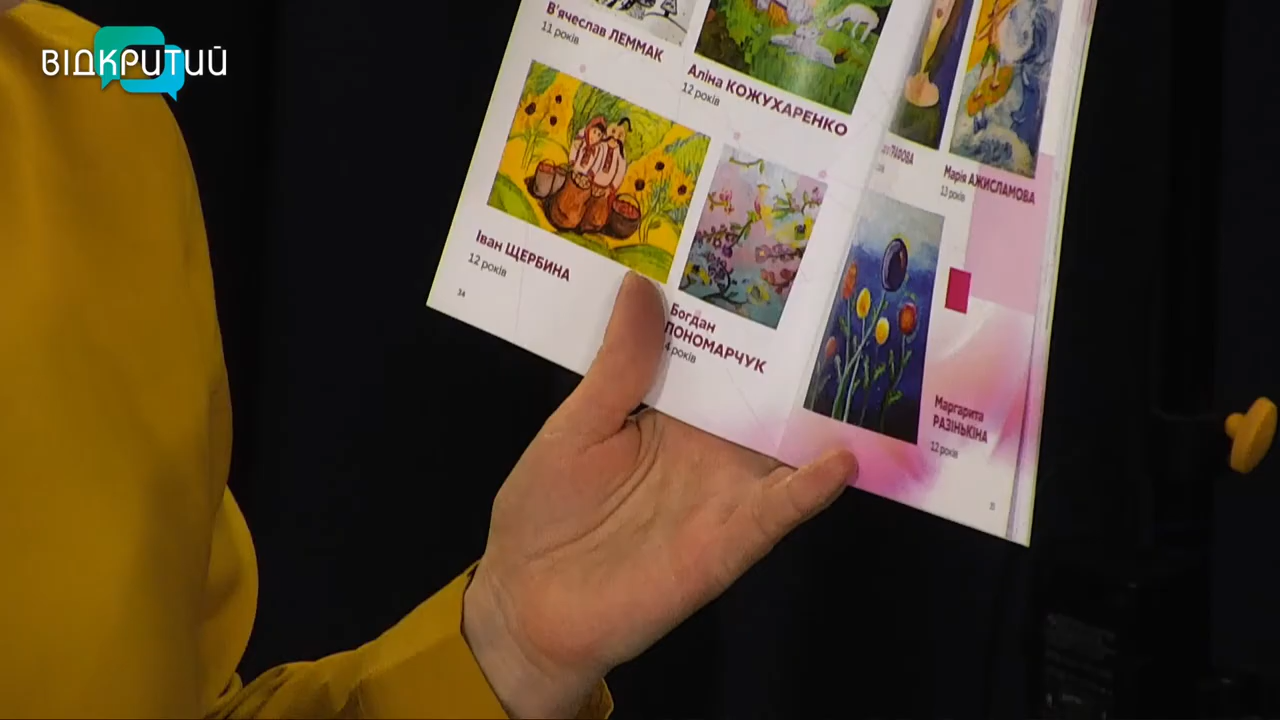 ВІДКРИТИЙ
В'ячеслав ЛЕММАК
11 років
Аліна КОЖУХАРЕНКО
12 років
Марія АЖИСЛАМОВА
13 років
Іван ЩЕРБИНА
12 років
34
Богдан
ПОНОМАРЧУК
років
Маргарита
РАЗІНЬКІНА
12 років